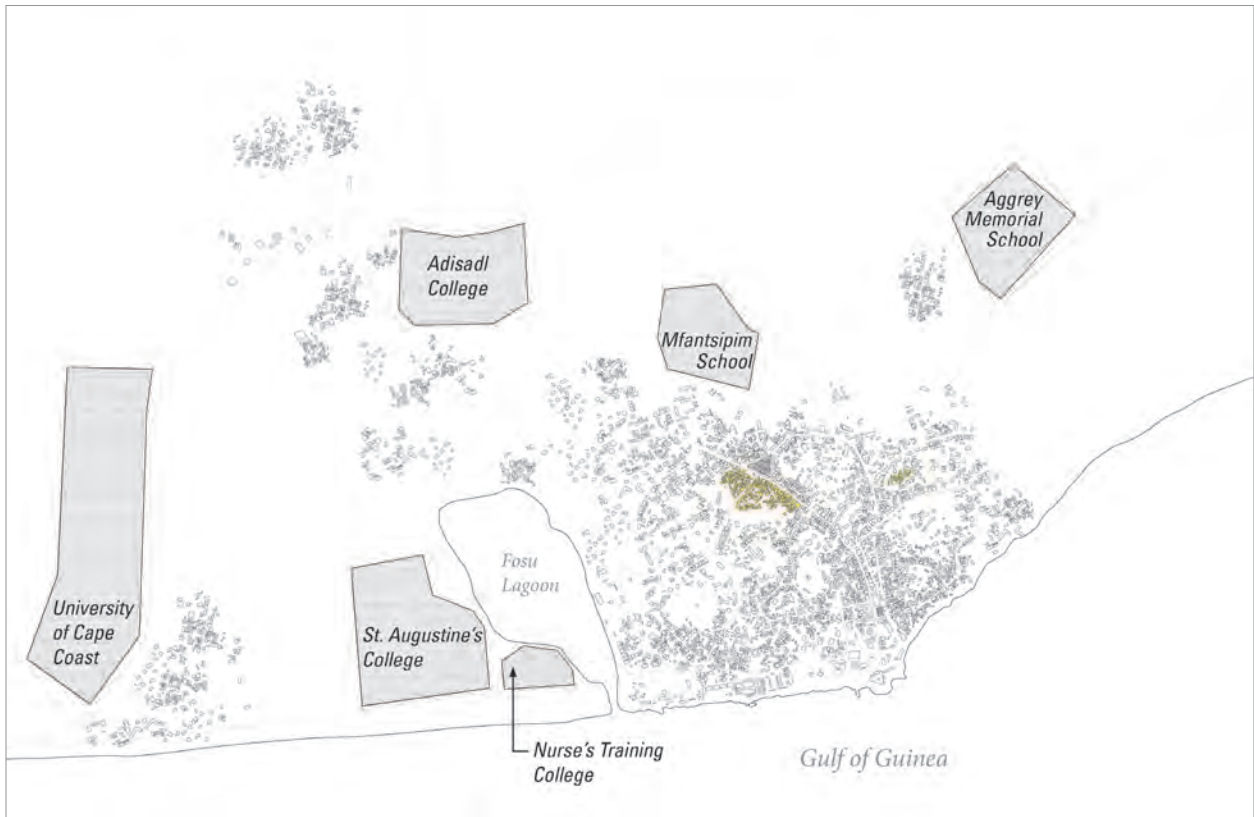 Aggrey
Memorial
School
Adisadl
College
Mfantsipim
School
Fosu
Lagoon
University
of Cape
Coast
St. Augustine's
College
Nurse's Training
College
Gulf of Guinea